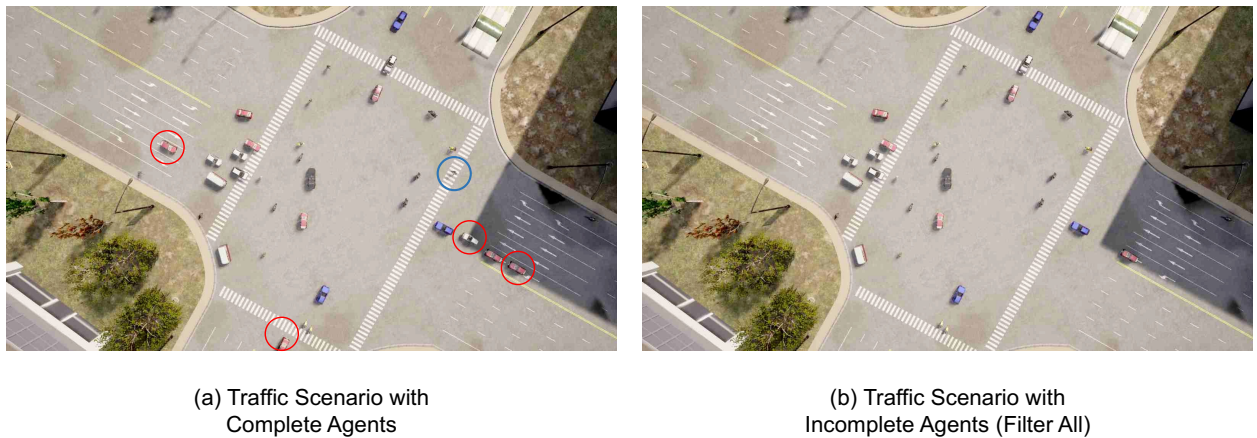 (a) Traffic Scenario with
Complete Agents
(b) Traffic Scenario with
Incomplete Agents (Filter All)